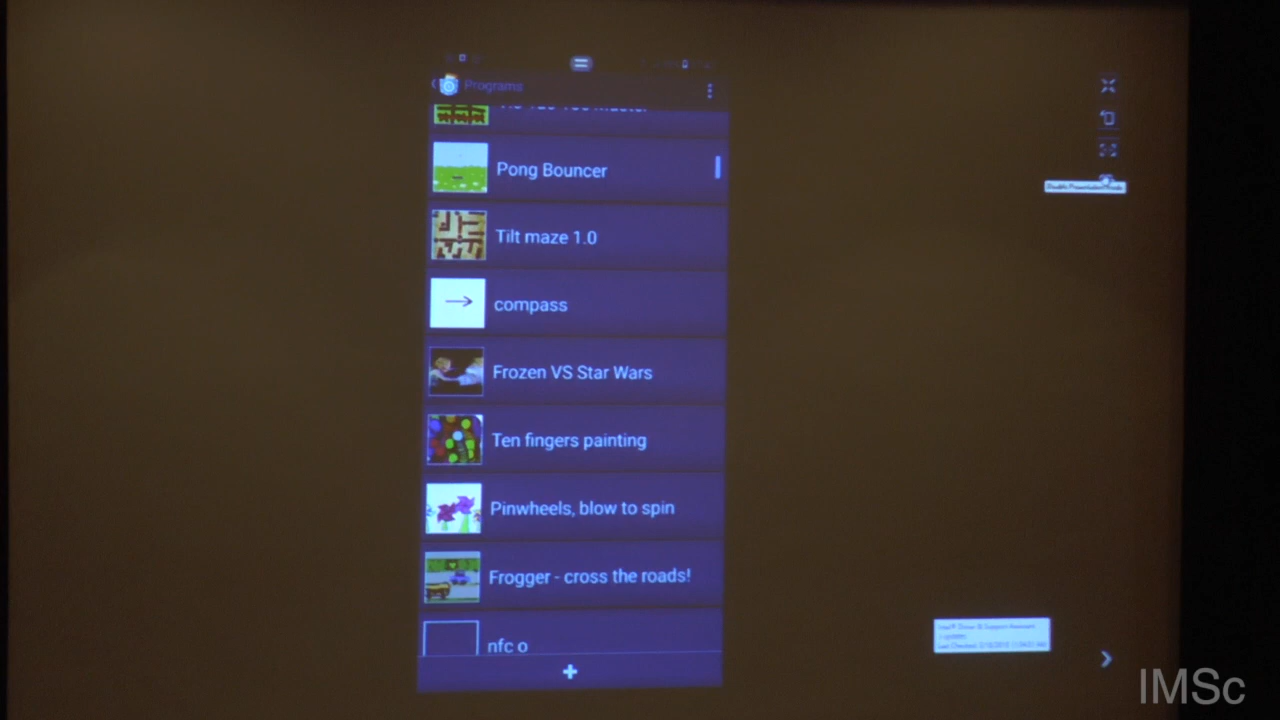 Programs
Pong Bouncer
Tilt maze 1.0
compass
Frozen VS Star Wars
Ten fingers painting
Pinwheels, blow to spin
Frogger - cross the roads!
nfc o
IMSc